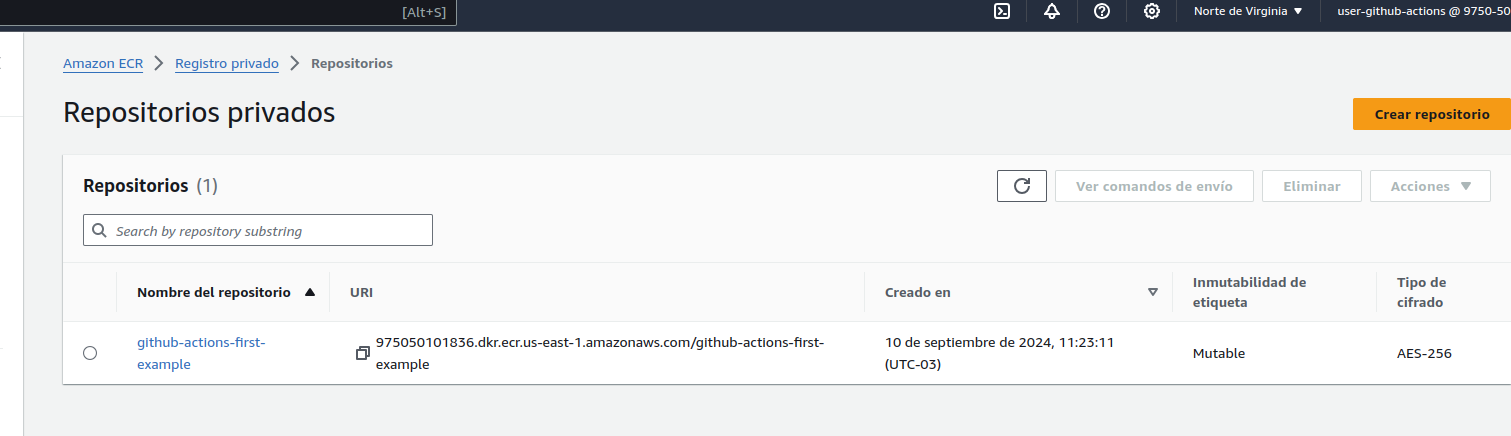 [Alt+S]
Norte de Virginia
user-github-actions @ 9750-50
Amazon ECR
Registro privado
Repositorios
Repositorios privados
Crear repositorio
Repositorios (1)
Ver comandos de envío
Eliminar
Acciones
Search by repository substring
Nombre del repositorio
URI
Creado en
Inmutabilidad de
etiqueta
Tipo de
cifrado
github-actions-first-
example
975050101836.dkr.ecr.us-east-1.amazonaws.com/github-actions-first-
example
10 de septiembre de 2024, 11:23:11
(UTC-03)
Mutable
AES-256